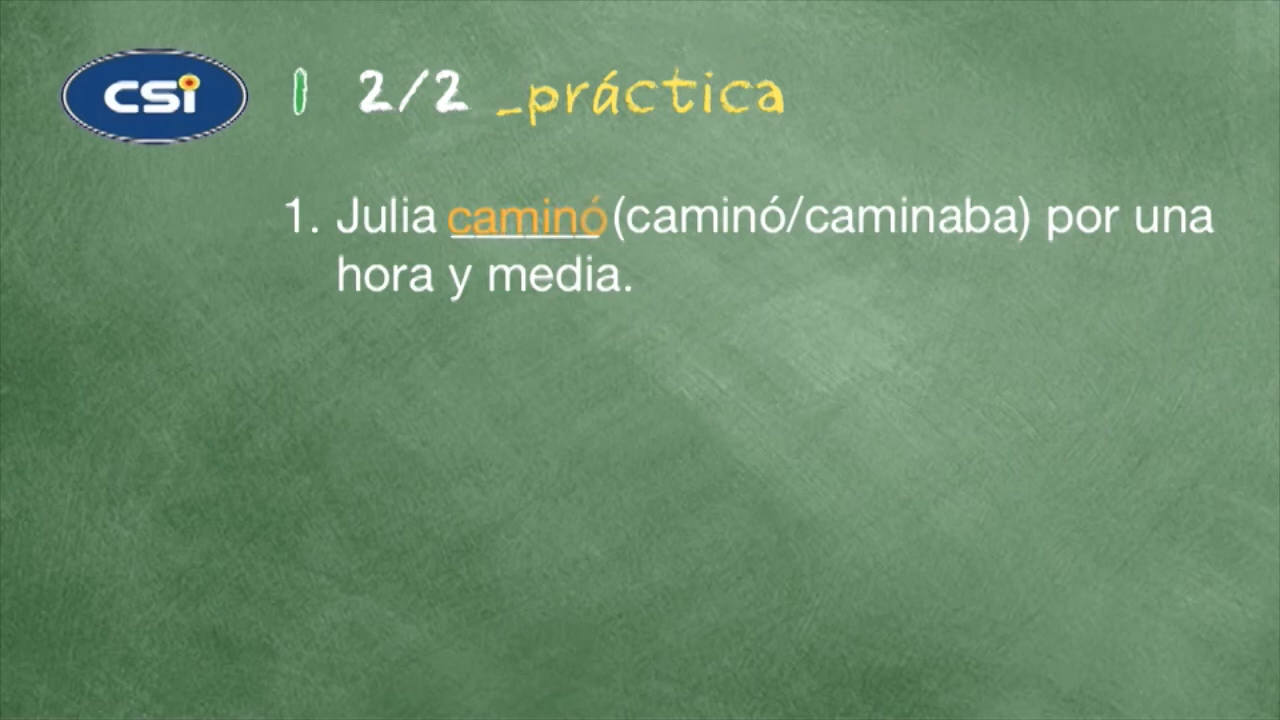 CSi
2/2 _práctica
1. Julia caminó (caminó/caminaba) por una
hora y media.